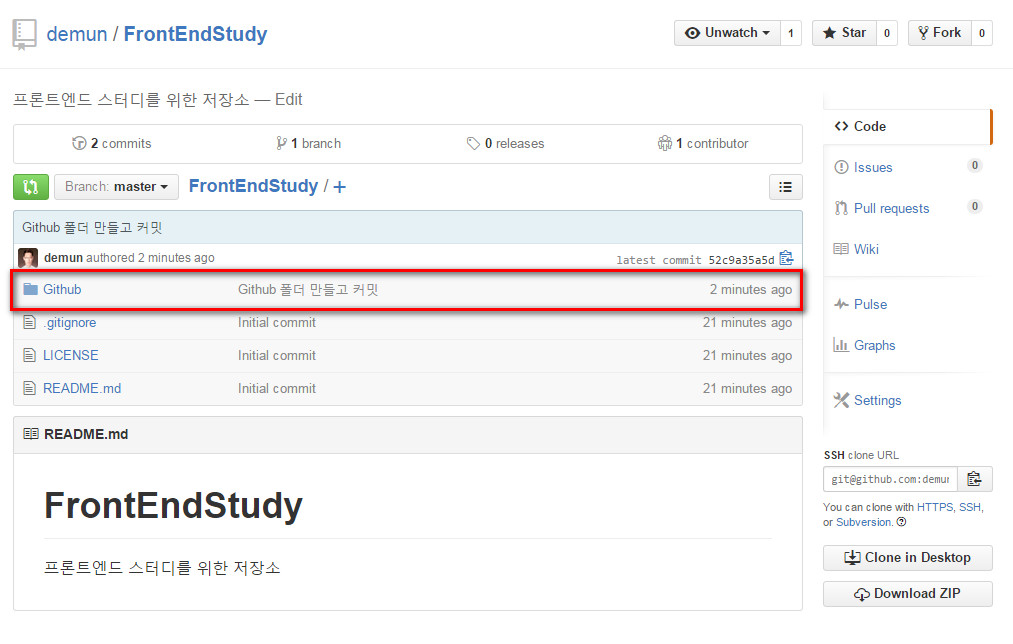 demun / FrontEndStudy
Unwatch 1
Star 0
Fork 0
프론트엔드 스터디를 위한 저장소 — Edit
2 commits
1 branch
0 releases
1 contributor
Branch: master
FrontEndStudy / +
Github 폴더 만들고 커밋
demun authored 2 minutes ago
latest commit 52c9a35a5d
Github Github 폴더 만들고 커밋 2 minutes ago
.gitignore Initial commit 21 minutes ago
LICENSE Initial commit 21 minutes ago
README.md Initial commit 21 minutes ago
README.md
FrontEndStudy
프론트엔드 스터디를 위한 저장소
Code
Issues 0
Pull requests 0
Wiki
Pulse
Graphs
Settings
SSH clone URL
git@github.com:demun
You can clone with HTTPS, SSH,
or Subversion.
Clone in Desktop
Download ZIP